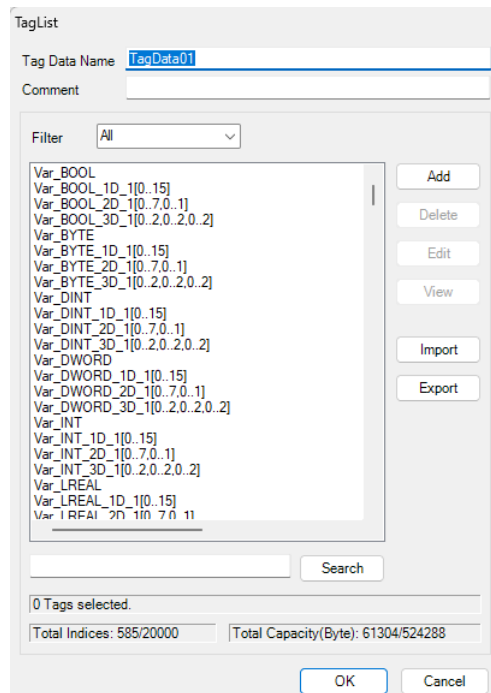 TagList
Tag Data Name TagData01
Comment
Filter All
Var_BOOL
Var_BOOL_1D_1[0..15]
Var_BOOL_2D_1[0..7,0..1]
Var_BOOL_3D_1[0..2,0..2,0..2]
Var_BYTE
Var_BYTE_1D_1[0..15]
Var_BYTE_2D_1[0..7,0..1]
Var_BYTE_3D_1[0..2,0..2,0..2]
Var_DINT
Var_DINT_1D_1[0..15]
Var_DINT_2D_1[0..7,0..1]
Var_DINT_3D_1[0..2,0..2,0..2]
Var_DWORD
Var_DWORD_1D_1[0..15]
Var_DWORD_2D_1[0..7,0..1]
Var_DWORD_3D_1[0..2,0..2,0..2]
Var_INT
Var_INT_1D_1[0..15]
Var_INT_2D_1[0..7,0..1]
Var_INT_3D_1[0..2,0..2,0..2]
Var_LREAL
Var_LREAL_1D_1[0..15]
Var_LREAL_2D_1[0..7,0..1]
Add
Delete
Edit
View
Import
Export
Search
0 Tags selected.
Total Indices: 585/20000 Total Capacity(Byte): 61304/524288
OK Cancel